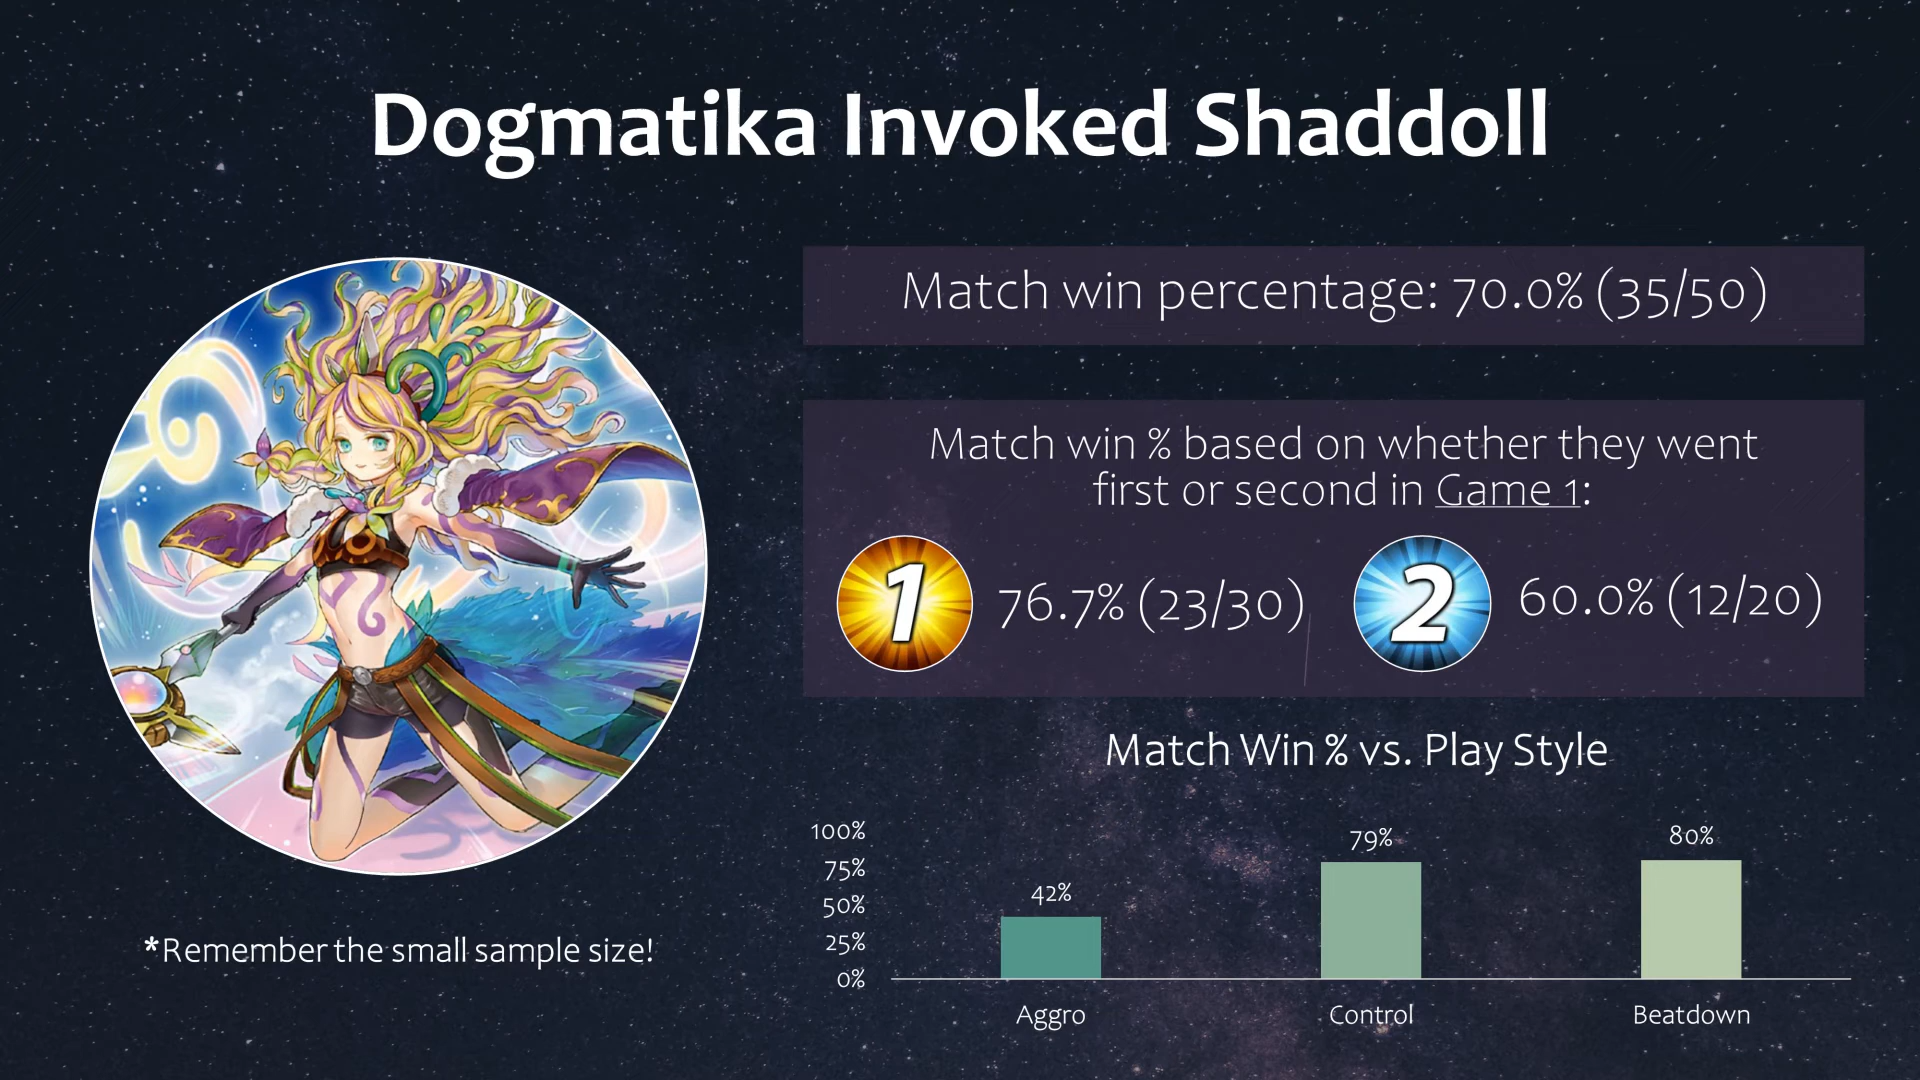 Dogmatika Invoked Shaddoll
Match win percentage: 70.0% (35/50)
Match win % based on whether they went
first or second in Game 1:
1 76.7% (23/30) 2 60.0% (12/20)
Match Win % vs. Play Style
100%
75%
50%
25%
0%
42%
79%
80%
Aggro Control Beatdown
*Remember the small sample size!